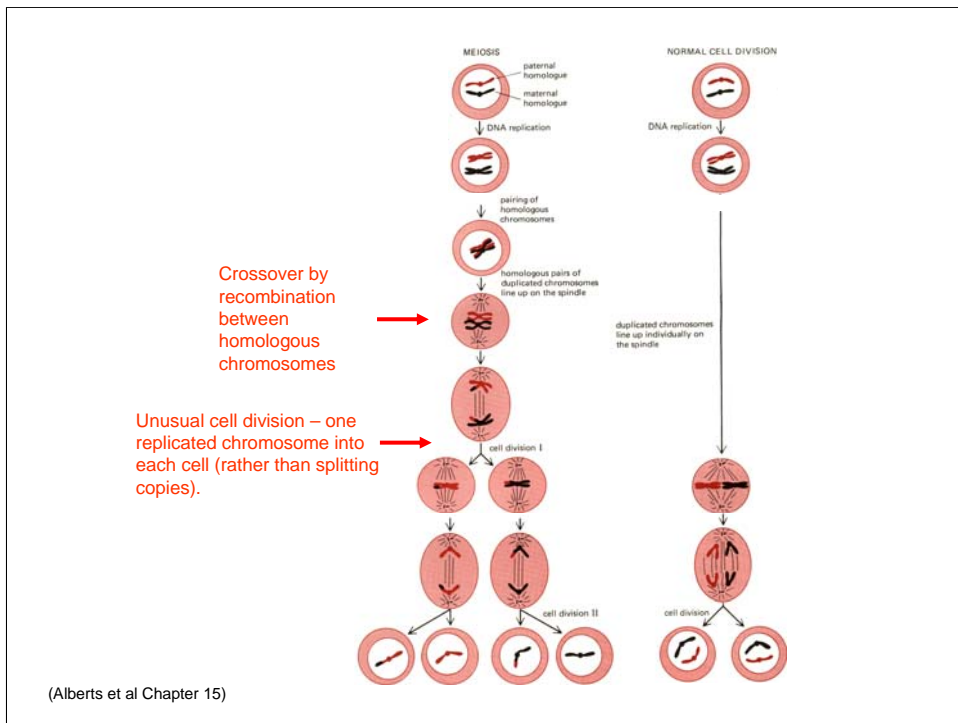 MEIOSIS
paternal
homologue
maternal
homologue
DNA replication
pairing of
homologous
chromosomes
homologous pairs of
duplicated chromosomes
line up on the spindle
Crossover by
recombination
between
homologous
chromosomes
Unusual cell division – one
replicated chromosome into
each cell (rather than splitting
copies).
cell division I
cell division II
NORMAL CELL DIVISION
DNA replication
duplicated chromosomes
line up individually on
the spindle
cell division
(Alberts et al Chapter 15)